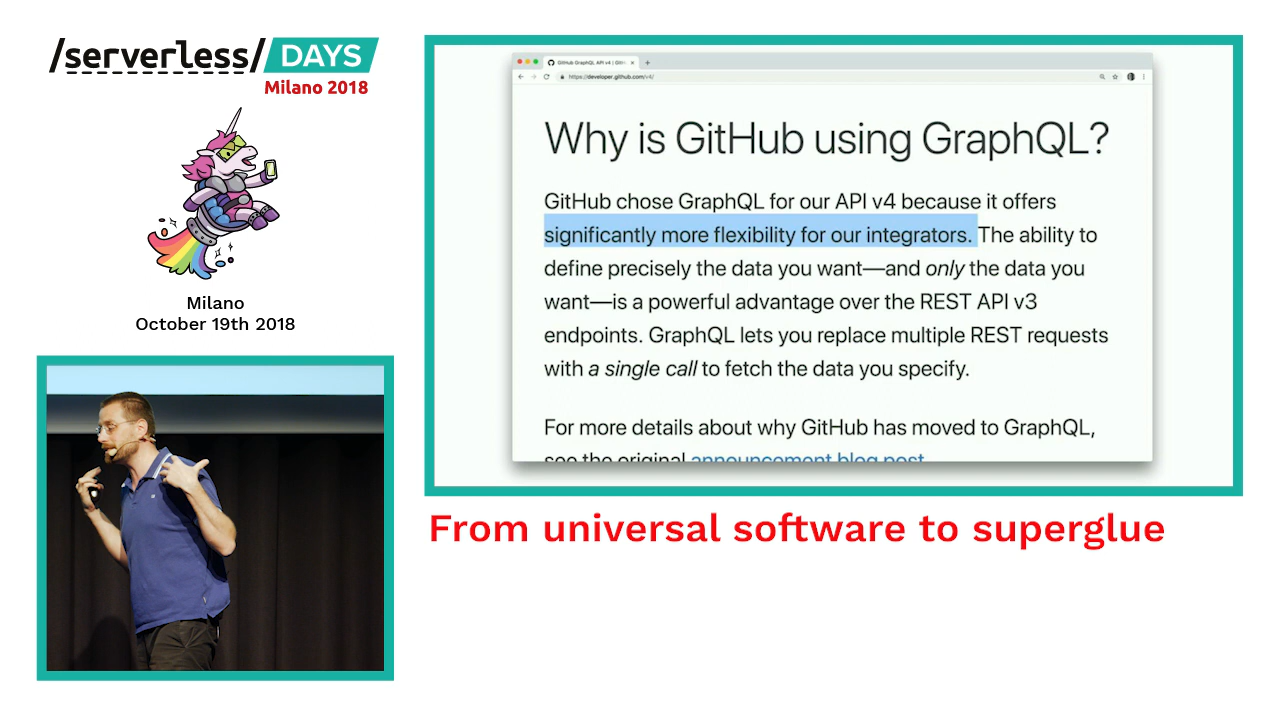 /serverless/ DAYS
Milano 2018
Milano
October 19th 2018
GitHub GraphQL API v4 | GitH
https://developer.github.com/v4/
Why is GitHub using GraphQL?
GitHub chose GraphQL for our API v4 because it offers
significantly more flexibility for our integrators. The ability to
define precisely the data you want—and only the data you
want—is a powerful advantage over the REST API v3
endpoints. GraphQL lets you replace multiple REST requests
with a single call to fetch the data you specify.
For more details about why GitHub has moved to GraphQL,
see the original announcement blog post
From universal software to superglue